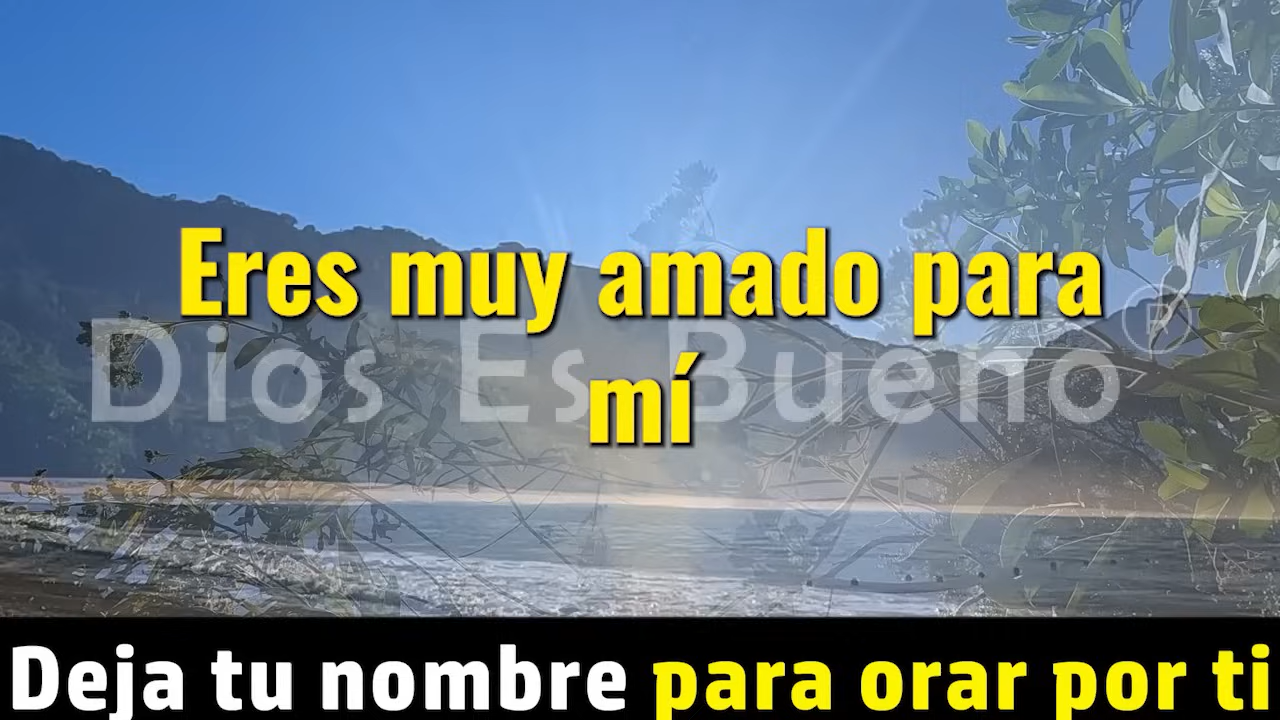 Eres muy amado para
mí
Dios Es Bueno
Deja tu nombre para orar por ti